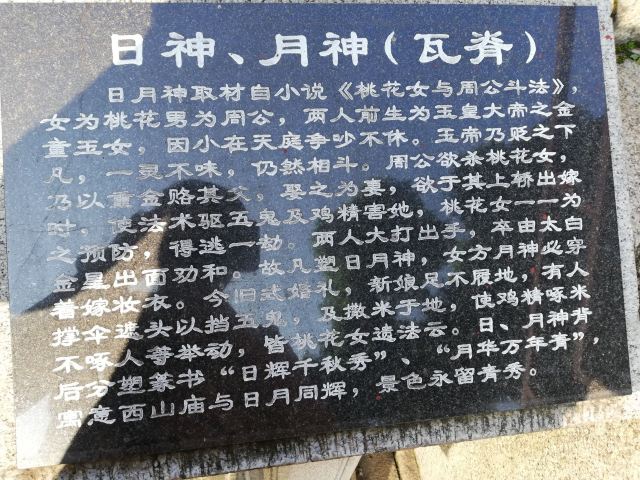 日神、月神（瓦脊）
日月神取材自小说《桃花女与周公斗法》，
女为桃花男为周公，两人前生为玉皇大帝之金
童玉女，因小在天庭争吵不休。玉帝乃贬之下
凡，一灵不昧，仍然相斗。周公欲杀桃花女，
乃以重金赂其父，娶之为妻，欲于其上轿出嫁
时，使法术驱五鬼及鸡精害她，桃花女一一为
之预防，得逃一劫。两人大打出手，卒由太白
金星出面劝和。故凡塑日月神，女方月神必穿
着嫁妆衣。今旧式婚礼，新娘足不履地，有人
撑伞遮头以挡五鬼，及撒米于地，使鸡精啄米
不啄人等举动，皆桃花女遗法云。日、月神背
后分塑篆书“日辉千秋秀”、“月华万年青”，
寓意西山庙与日月同辉，景色永留青秀。